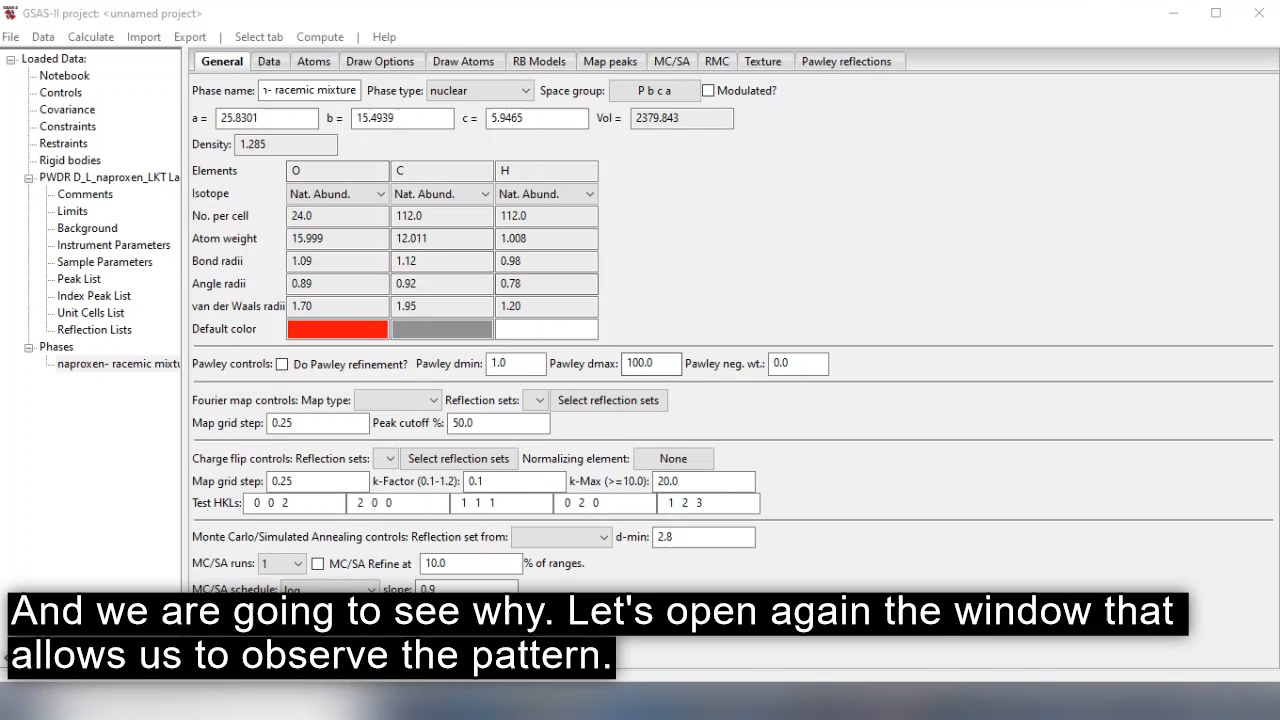 GSAS-II project: <unnamed project>
File Data Calculate Import Export | Select tab Compute | Help
Loaded Data:
Notebook
Controls
Covariance
Constraints
Restraints
Rigid bodies
PWDR D_L_naproxen_LKT La
Comments
Limits
Background
Instrument Parameters
Sample Parameters
Peak List
Index Peak List
Unit Cells List
Reflection Lists
Phases
naproxen- racemic mixtu
General Data Atoms Draw Options Draw Atoms RB Models Map peaks MC/SA RMC Texture Pawley reflections
Phase name: ı- racemic mixture Phase type: nuclear Space group: P b c a Modulated?
a = 25.8301 b = 15.4939 c = 5.9465 Vol = 2379.843
Density: 1.285
Elements O C H
Isotope Nat. Abund. Nat. Abund. Nat. Abund.
No. per cell 24.0 112.0 112.0
Atom weight 15.999 12.011 1.008
Bond radii 1.09 1.12 0.98
Angle radii 0.89 0.92 0.78
van der Waals radii 1.70 1.95 1.20
Default color
Pawley controls: Do Pawley refinement? Pawley dmin: 1.0 Pawley dmax: 100.0 Pawley neg. wt.: 0.0
Fourier map controls: Map type: Reflection sets: Select reflection sets
Map grid step: 0.25 Peak cutoff %: 50.0
Charge flip controls: Reflection sets: Select reflection sets Normalizing element: None
Map grid step: 0.25 k-Factor (0.1-1.2): 0.1 k-Max (>=10.0): 20.0
Test HKLs: 0 0 2 2 0 0 1 1 1 0 2 0 1 2 3
Monte Carlo/Simulated Annealing controls: Reflection set from: d-min: 2.8
MC/SA runs: 1 MC/SA Refine at 10.0 % of ranges.
MC/SA schedule: log slope: 0.9
And we are going to see why. Let's open again the window that
allows us to observe the pattern.